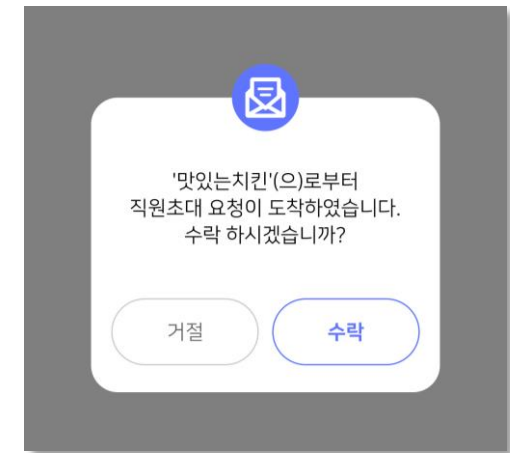 '맛있는치킨'(으)로부터
직원초대 요청이 도착하였습니다.
수락 하시겠습니까?
거절
수락